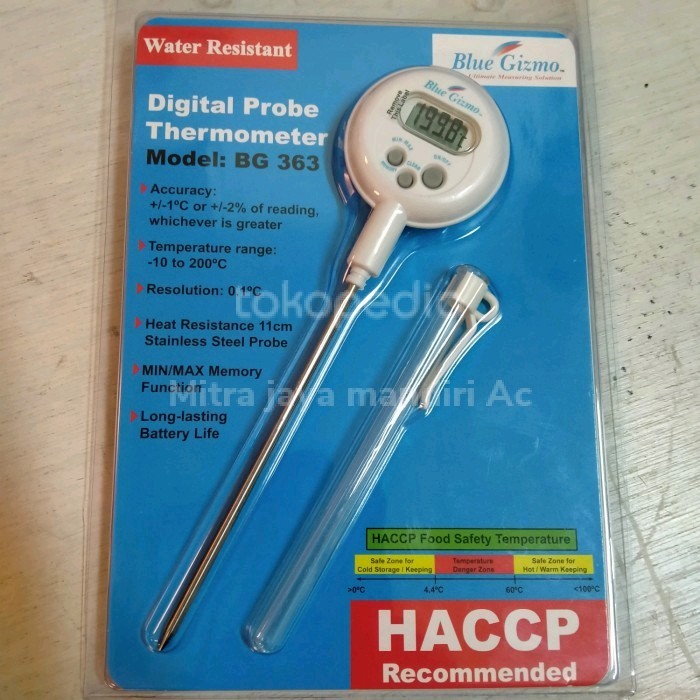 Water Resistant
Blue Gizmo™
Ultimate Measuring Solution
Digital Probe
Thermometer
Model: BG 363
Blue Gizmo
Remove
This Label
199.8
Accuracy:
+/-1ºC or +/-2% of reading,
whichever is greater
Temperature range:
-10 to 200ºC
Resolution: 0.1ºC
tokopedia
Heat Resistance 11cm
Stainless Steel Probe
MIN/MAX Memory
Function
Mitra jaya mandiri Ac
Long-lasting
Battery Life
HACCP Food Safety Temperature
Safe Zone for
Cold Storage / Keeping
Temperature
Danger Zone
Safe Zone for
Hot / Warm Keeping
>0ºC
4.4ºC
60ºC
<100ºC
HACCP
Recommended